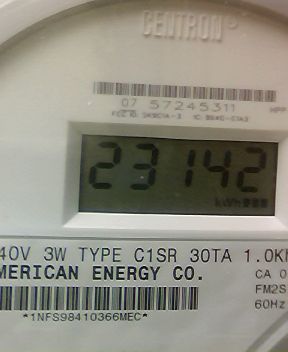 CENTRON®
07 57245311
23142
kWh
40V 3W TYPE C1SR 30TA 1.0K
MERICAN ENERGY CO.
CA 0
FM2S
60Hz
*1NFS98410366MEC*